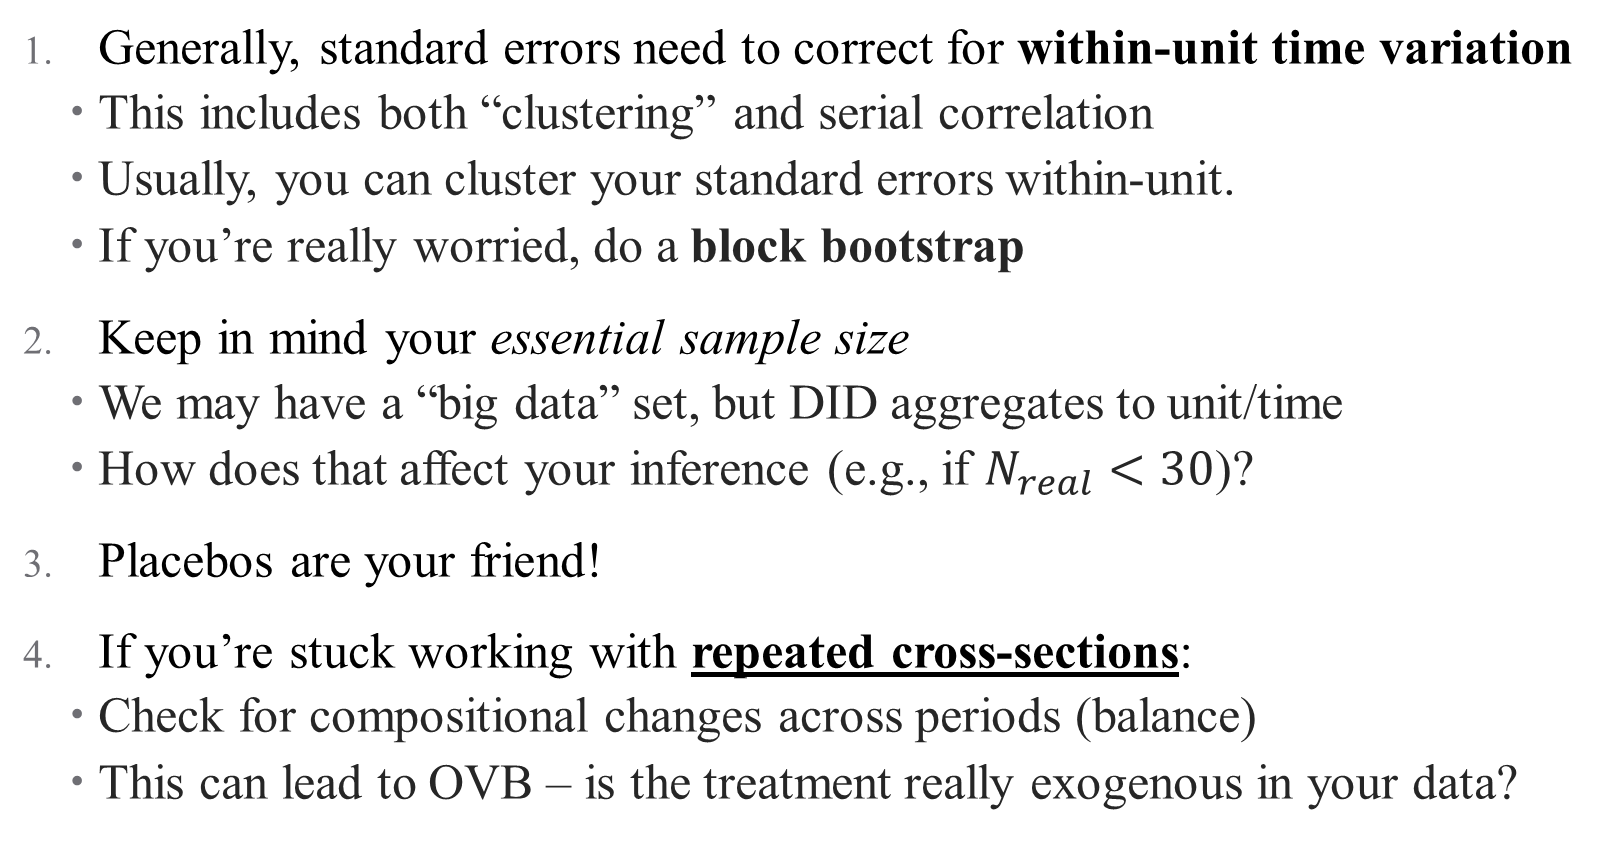 1. Generally, standard errors need to correct for within-unit time variation
• This includes both “clustering” and serial correlation
• Usually, you can cluster your standard errors within-unit.
• If you’re really worried, do a block bootstrap
2. Keep in mind your essential sample size
• We may have a “big data” set, but DID aggregates to unit/time
• How does that affect your inference (e.g., if N_real < 30)?
3. Placebos are your friend!
4. If you’re stuck working with repeated cross-sections:
• Check for compositional changes across periods (balance)
• This can lead to OVB – is the treatment really exogenous in your data?